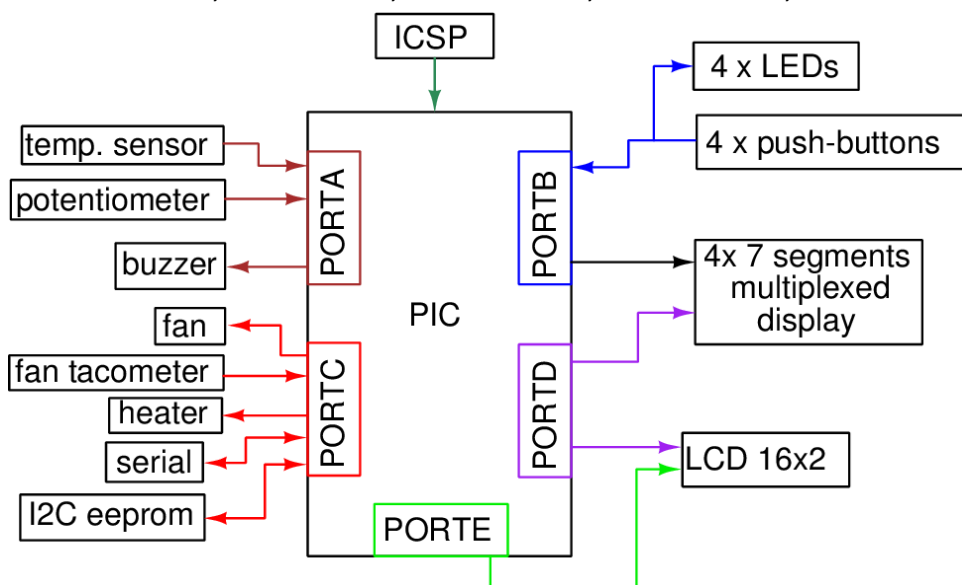 ICSP
4 x LEDs
temp. sensor
4 x push-buttons
potentiometer
PORTA
PORTB
buzzer
4x 7 segments
multiplexed
display
PIC
fan
fan tacometer
PORTC
PORTD
heater
serial
LCD 16x2
I2C eeprom
PORTE